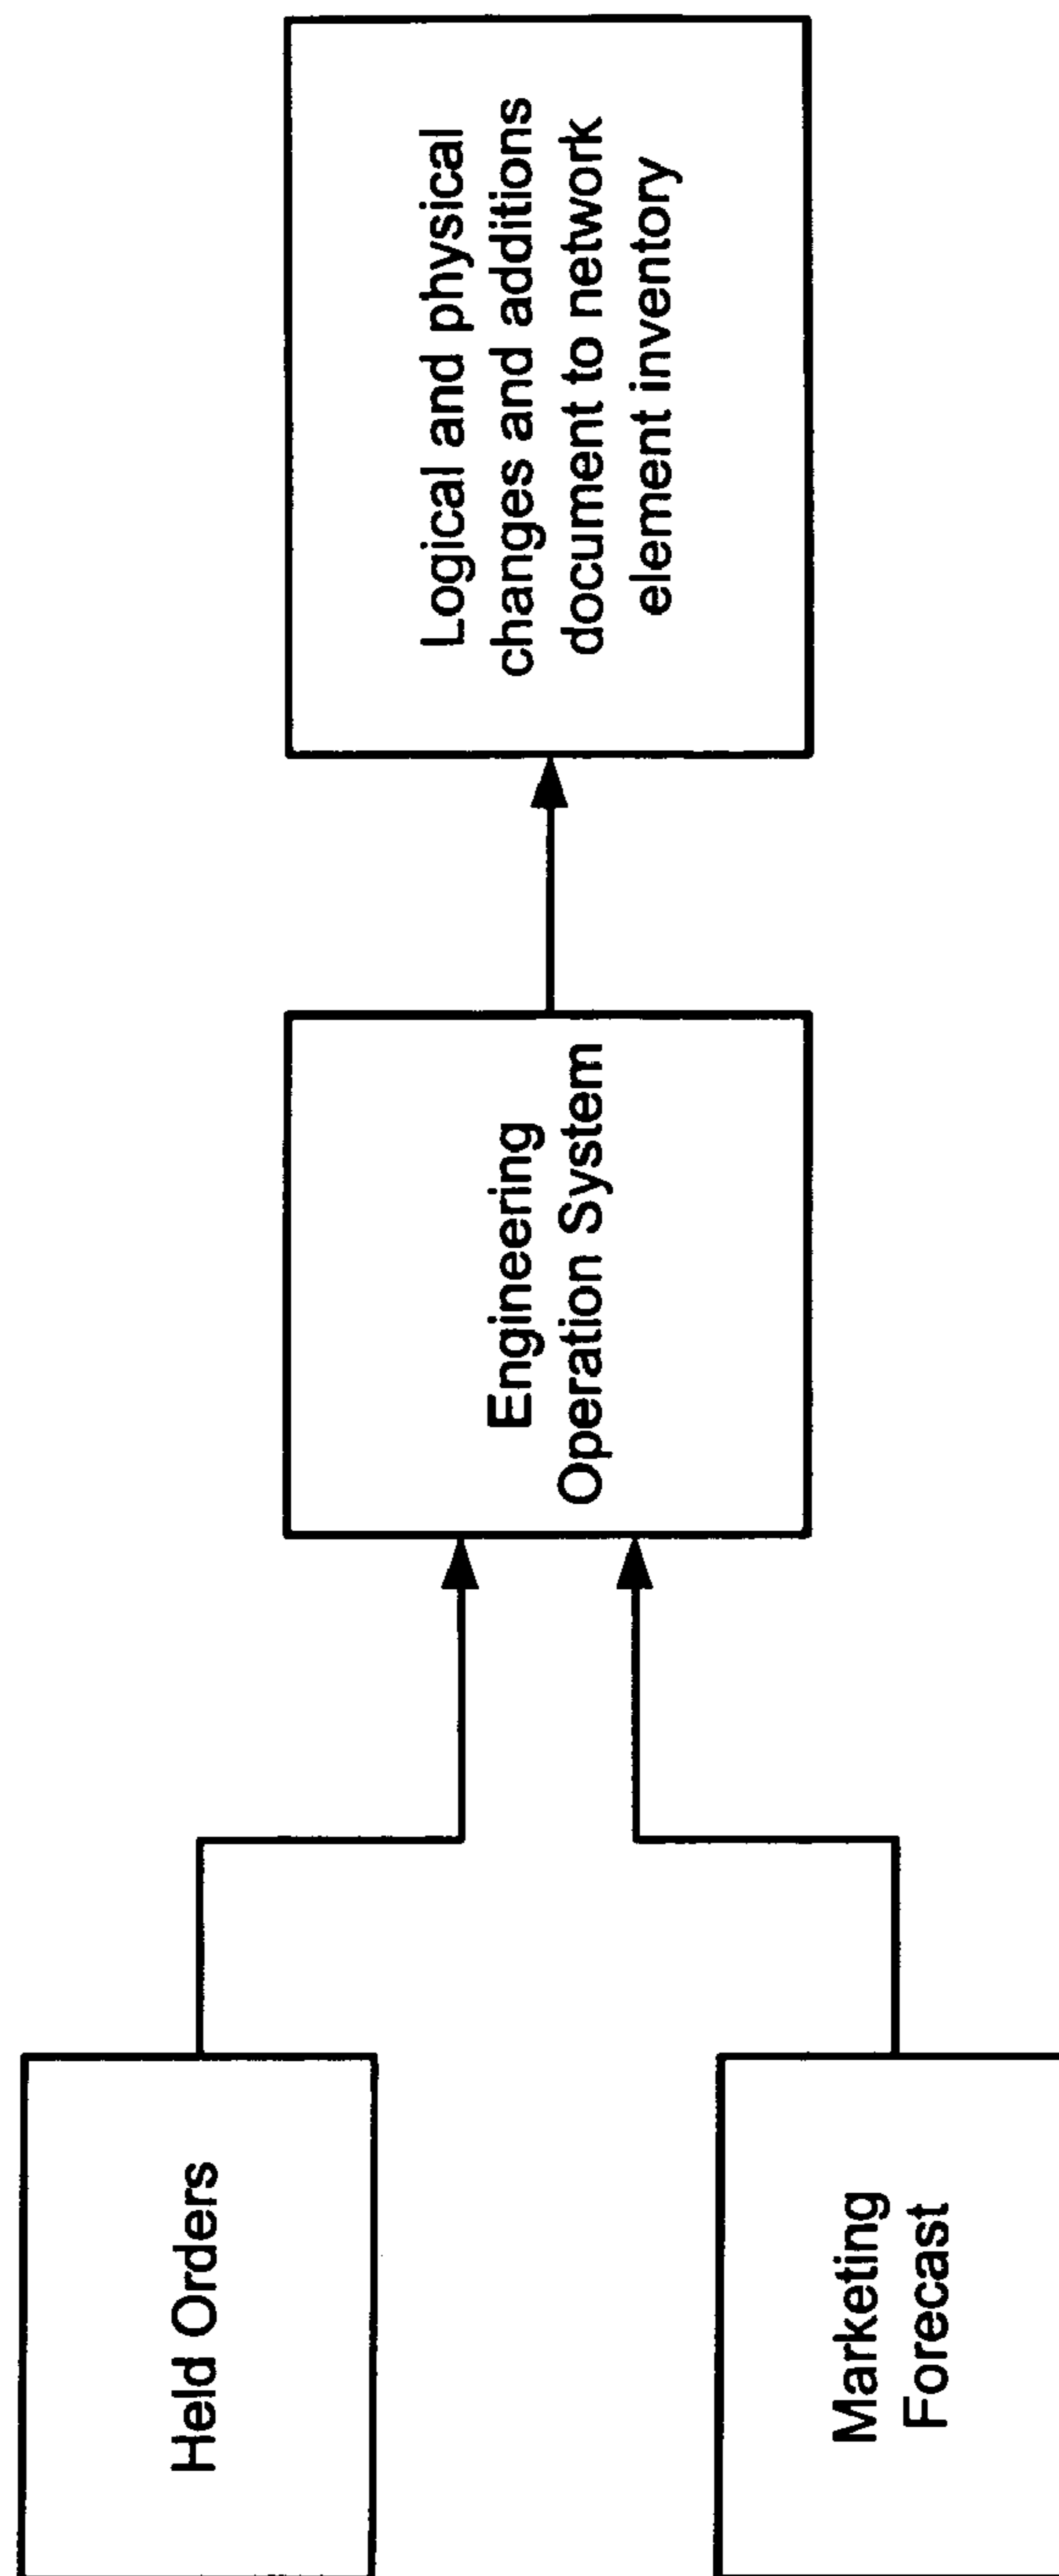 Held Orders
Marketing
Forecast
Engineering
Operation System
Logical and physical
changes and additions
document to network
element inventory